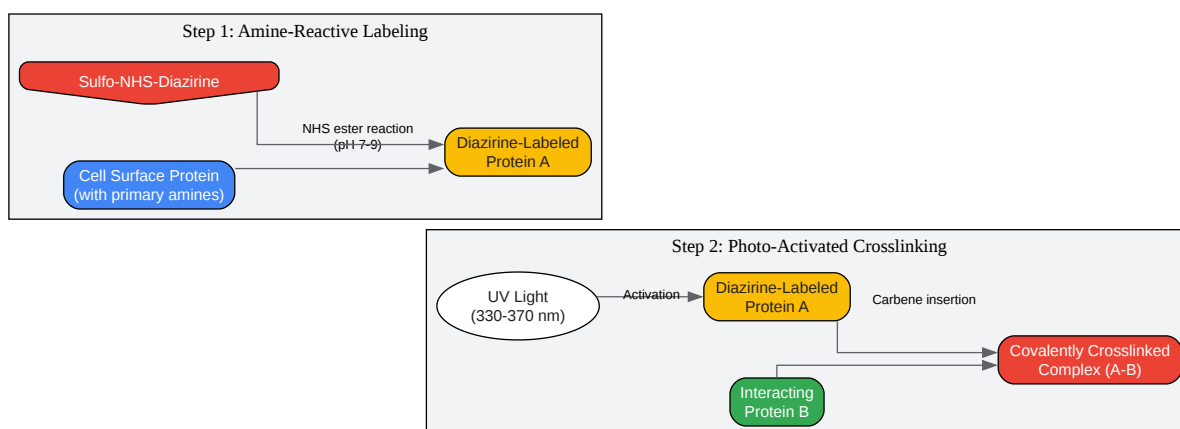 Step 1: Amine-Reactive Labeling
Sulfo-NHS-Diazirine
NHS ester reaction
(pH 7-9)
Diazirine-Labeled
Protein A
Cell Surface Protein
(with primary amines)
Step 2: Photo-Activated Crosslinking
UV Light
(330-370 nm)
Activation
Diazirine-Labeled
Protein A
Carbene insertion
Covalently Crosslinked
Complex (A-B)
Interacting
Protein B